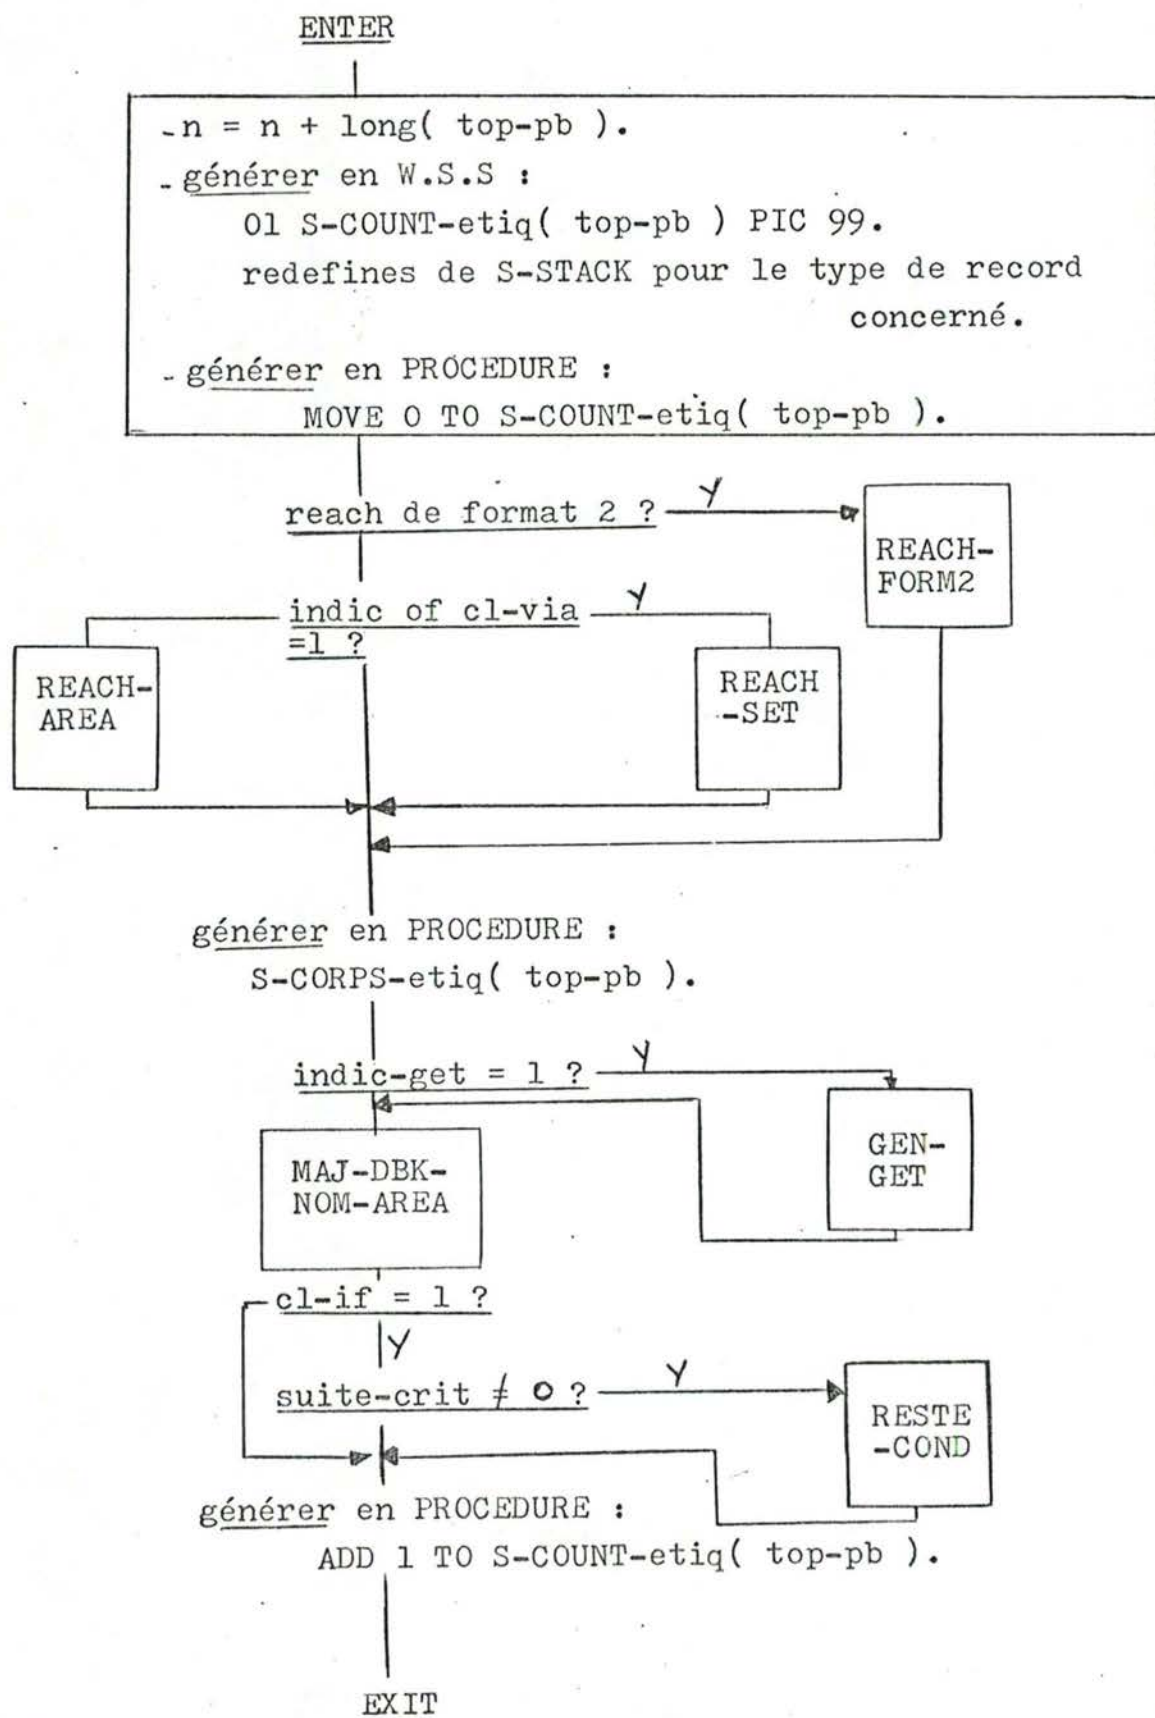 ENTER
- n = n + long( top-pb ).
- générer en W.S.S :
01 S-COUNT-etiq( top-pb ) PIC 99.
redefines de S-STACK pour le type de record
concerné.
- générer en PROCEDURE :
MOVE 0 TO S-COUNT-etiq( top-pb ).
reach de format 2 ? Y
REACH-
FORM2
indic of cl-via Y
=1 ?
REACH-
AREA
REACH
-SET
générer en PROCEDURE :
S-CORPS-etiq( top-pb ).
indic-get = 1 ? Y
GEN-
GET
MAJ-DBK-
NOM-AREA
cl-if = 1 ?
Y
suite-crit ≠ 0 ? Y
RESTE
-COND
générer en PROCEDURE :
ADD 1 TO S-COUNT-etiq( top-pb ).
EXIT